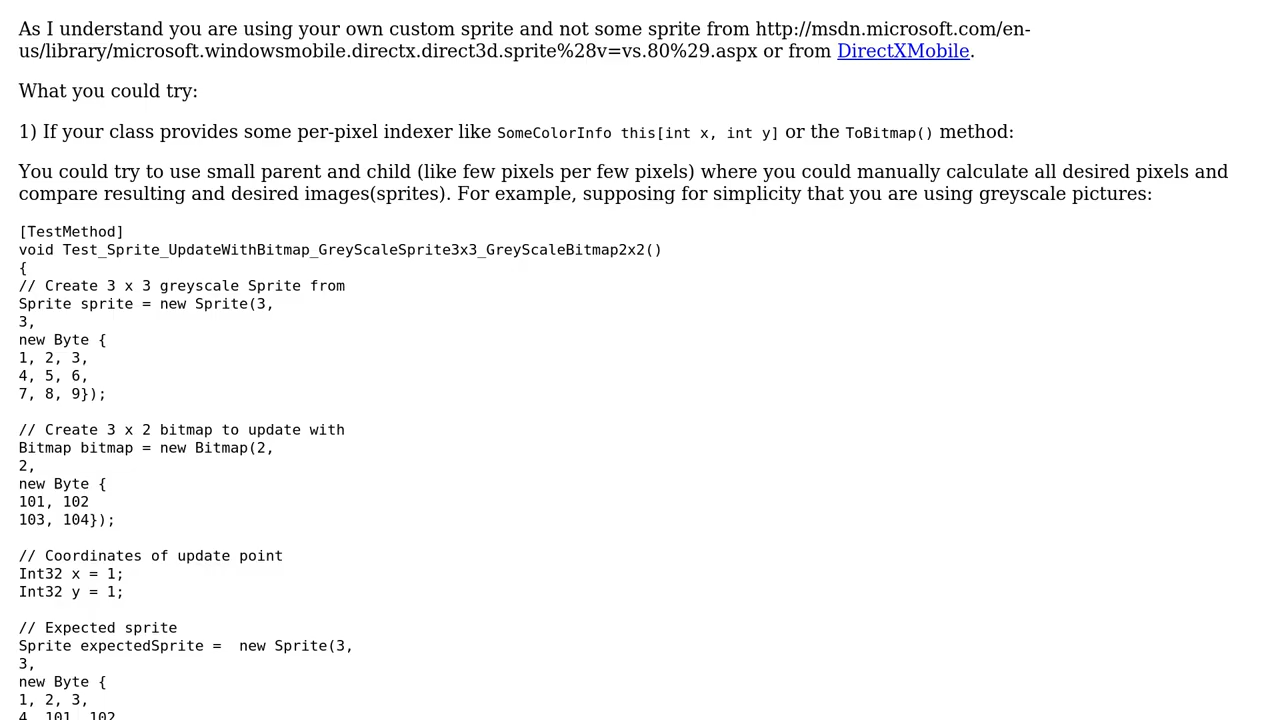 As I understand you are using your own custom sprite and not some sprite from http://msdn.microsoft.com/en-
us/library/microsoft.windowsmobile.directx.direct3d.sprite%28v=vs.80%29.aspx or from DirectXMobile.
What you could try:
1) If your class provides some per-pixel indexer like SomeColorInfo this[int x, int y] or the ToBitmap() method:
You could try to use small parent and child (like few pixels per few pixels) where you could manually calculate all desired pixels and
compare resulting and desired images(sprites). For example, supposing for simplicity that you are using greyscale pictures:
[TestMethod]
void Test_Sprite_UpdateWithBitmap_GreyScaleSprite3x3_GreyScaleBitmap2x2()
{
// Create 3 x 3 greyscale Sprite from
Sprite sprite = new Sprite(3,
3,
new Byte {
1, 2, 3,
4, 5, 6,
7, 8, 9});
// Create 3 x 2 bitmap to update with
Bitmap bitmap = new Bitmap(2,
2,
new Byte {
101, 102
103, 104});
// Coordinates of update point
Int32 x = 1;
Int32 y = 1;
// Expected sprite
Sprite expectedSprite =  new Sprite(3,
3,
new Byte {
1, 2, 3,
4, 101, 102